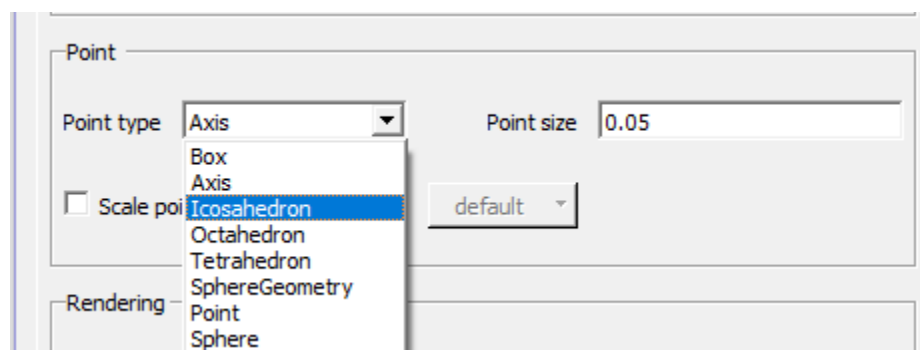 Point
Point type Axis Point size 0.05
Box
Axis
Scale poi Icosahedron default
Octahedron
Tetrahedron
SphereGeometry
Rendering
Point
Sphere